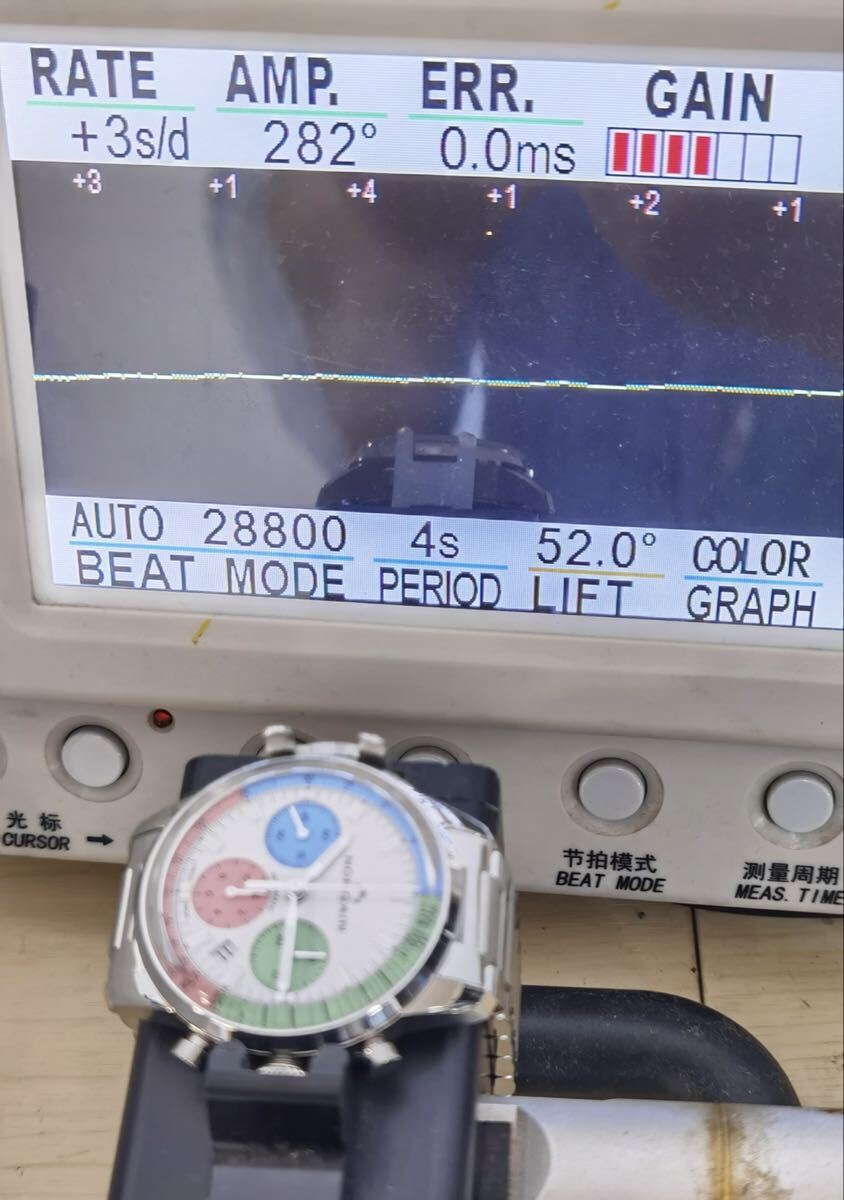 RATE AMP. ERR. GAIN
+3s/d 282° 0.0ms
+3 +1 +4 +1 +2 +1
AUTO 28800 4s 52.0° COLOR
BEAT MODE PERIOD LIFT GRAPH
光标
CURSOR
节拍模式
BEAT MODE
测量周期
MEAS. TIME